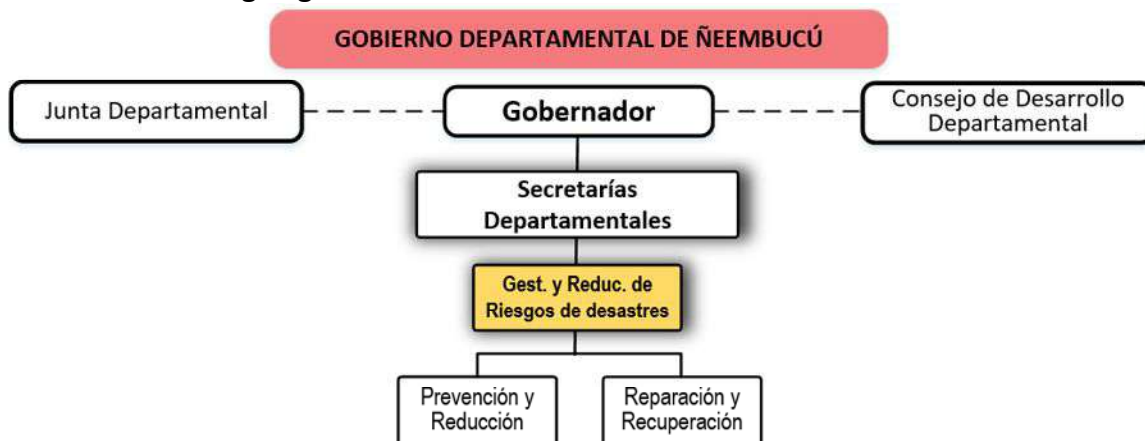 GOBIERNO DEPARTAMENTAL DE ÑEEMBUCÚ
Junta Departamental
Gobernador
Consejo de Desarrollo
Departamental
Secretarías
Departamentales
Gest. y Reduc. de
Riesgos de desastres
Prevención y
Reducción
Reparación y
Recuperación